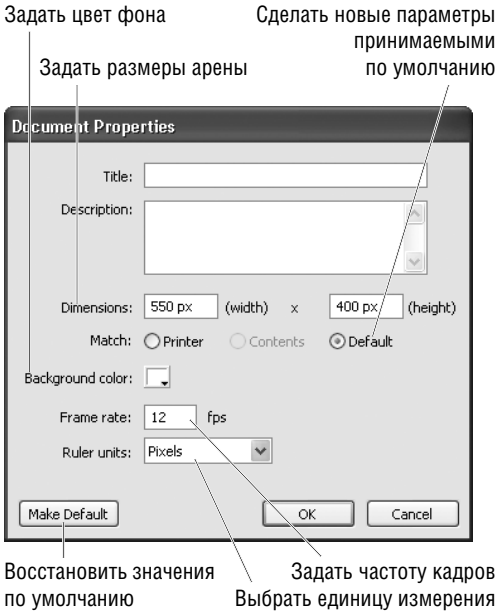 Задать цвет фона
Сделать новые параметры
принимаемыми
по умолчанию
Задать размеры арены
Document Properties
Title:
Description:
Dimensions: 550 px (width) x 400 px (height)
Match: Printer Contents Default
Background color:
Frame rate: 12 fps
Ruler units: Pixels
Make Default OK Cancel
Восстановить значения
по умолчанию
Задать частоту кадров
Выбрать единицу измерения